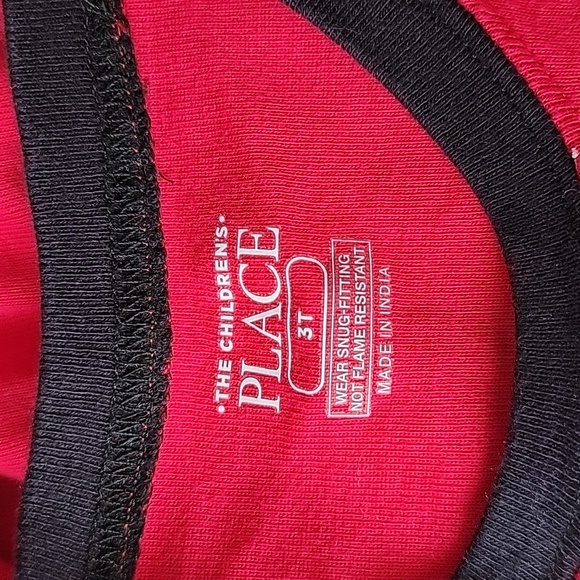 •THE CHILDREN'S•
PLACE
3T
WEAR SNUG-FITTING
NOT FLAME RESISTANT
MADE IN INDIA